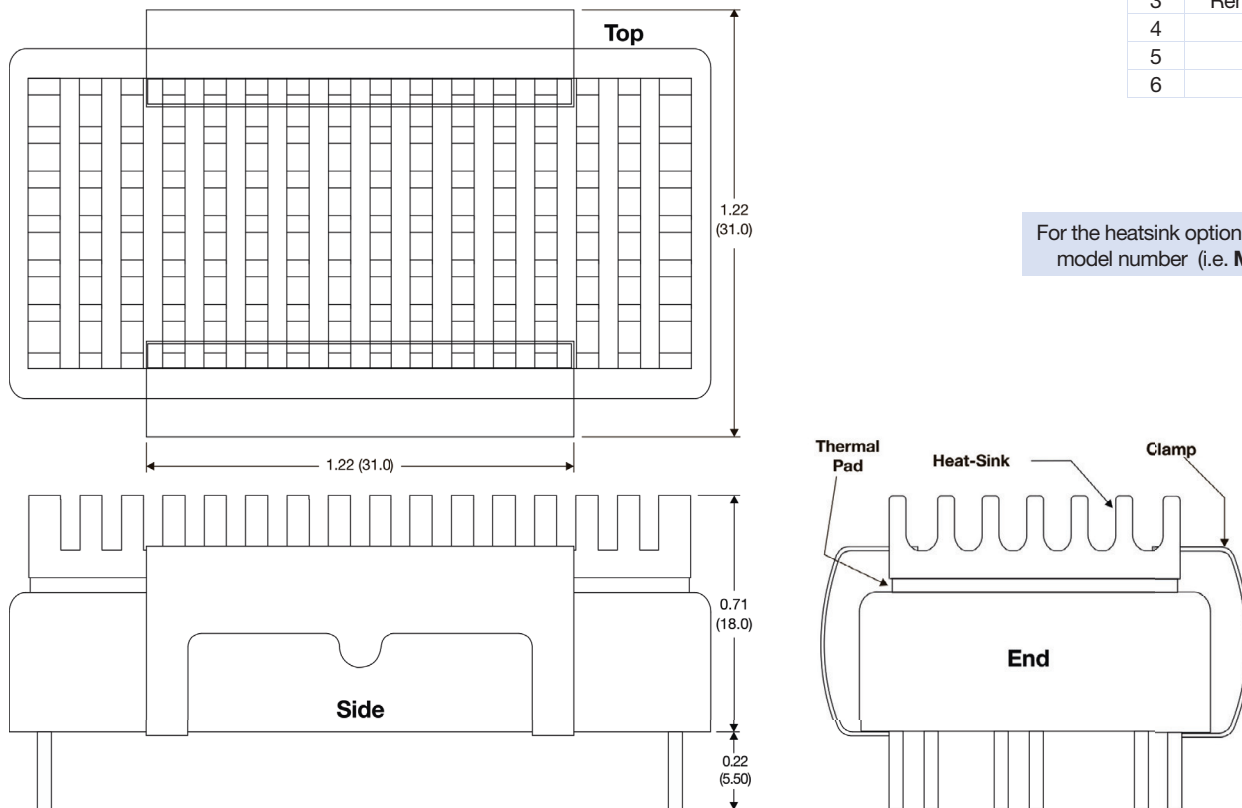 Top
3
4
5
6
1.22
(31.0)
For the heatsink option
model number (i.e.
1.22 (31.0)
Thermal
Pad
Heat-Sink
Clamp
0.71
(18.0)
End
Side
0.22
(5.50)